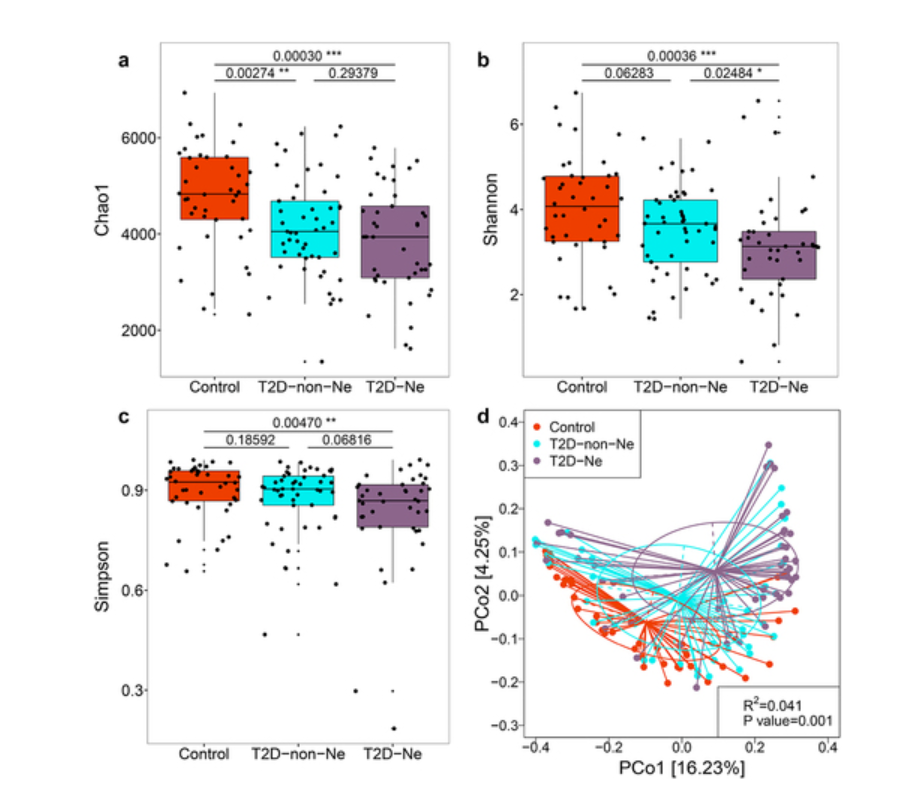 a
0.00030 ***
0.00274 **
0.29379
6000
4000
2000
Chao1
Control
T2D−non−Ne
T2D−Ne
b
0.00036 ***
0.06283
0.02484 *
6
4
2
Shannon
Control
T2D−non−Ne
T2D−Ne
c
0.00470 **
0.18592
0.06816
0.9
0.6
0.3
Simpson
Control
T2D−non−Ne
T2D−Ne
d
Control
T2D−non−Ne
T2D−Ne
0.4
0.3
0.2
0.1
0.0
−0.1
−0.2
−0.3
PCo2 [4.25%]
R²=0.041
P value=0.001
−0.4
−0.2
0.0
0.2
0.4
PCo1 [16.23%]